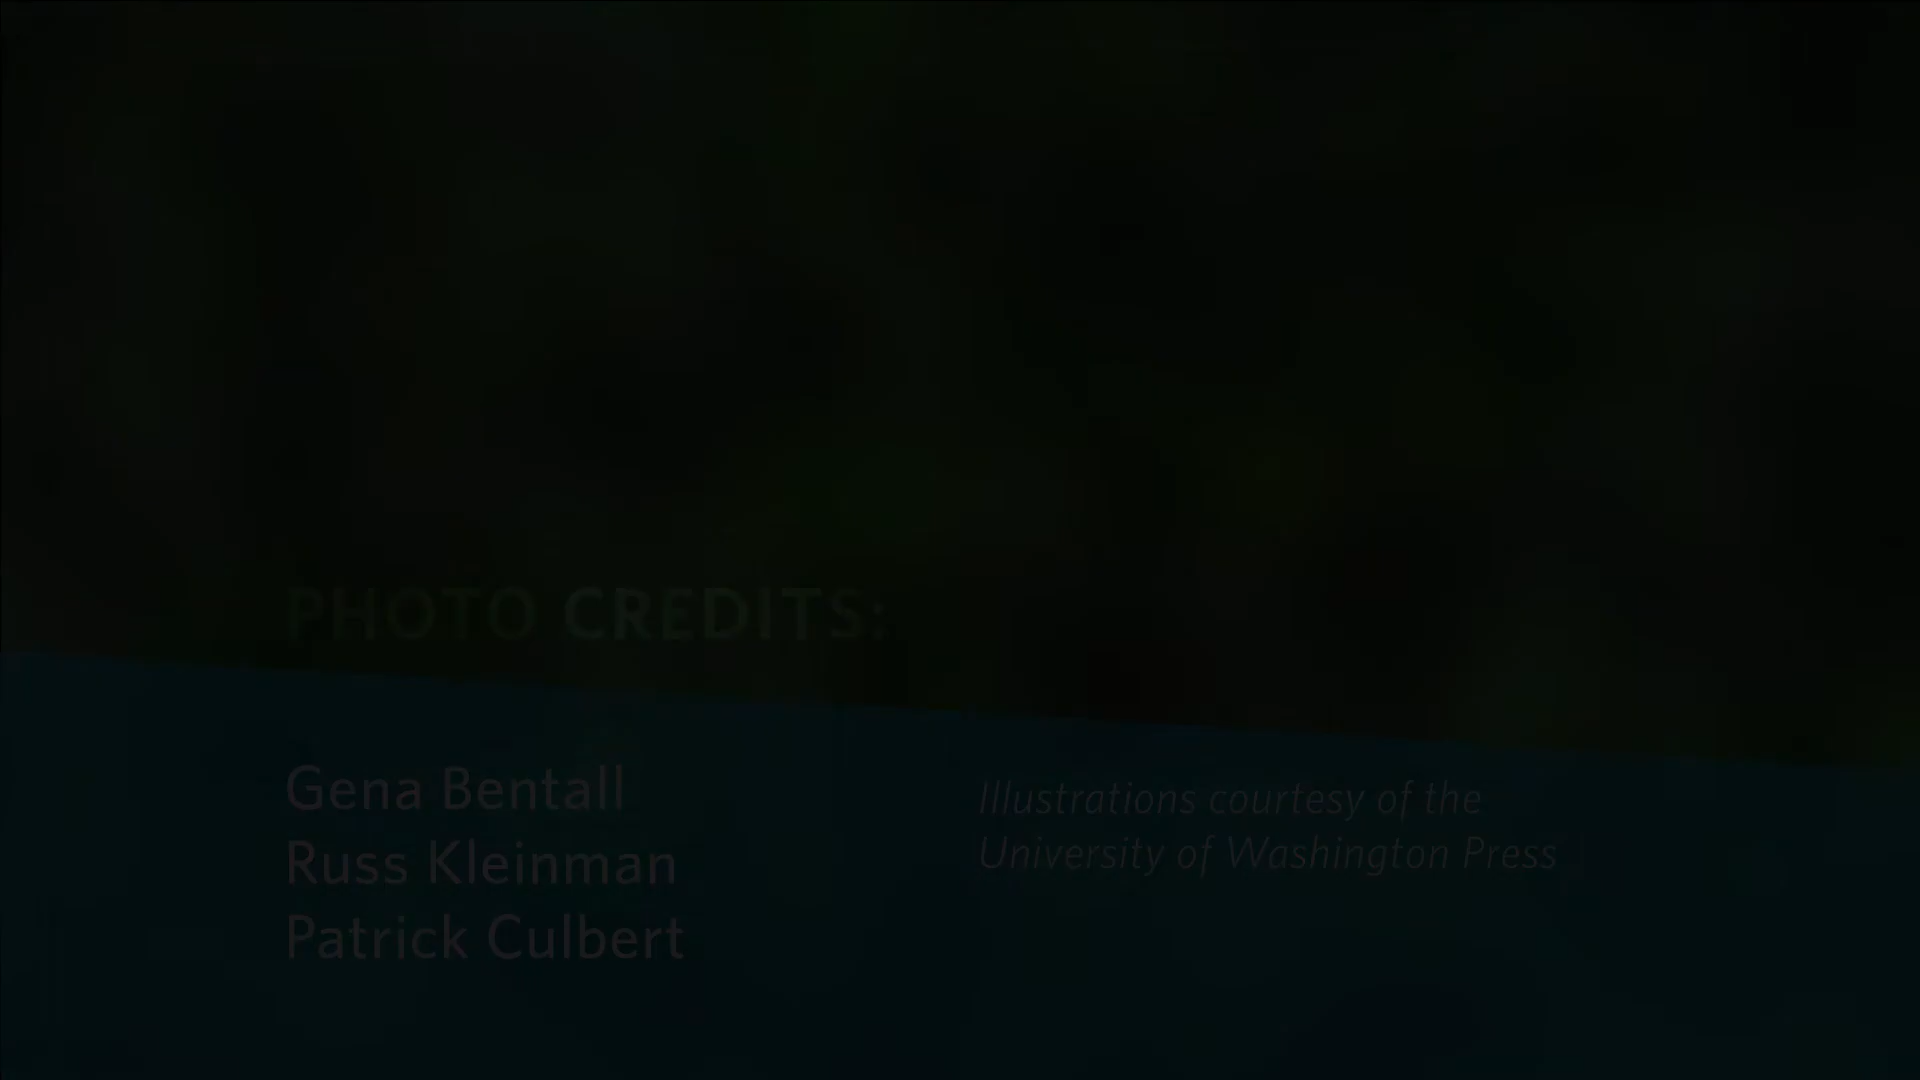 PHOTO CREDITS:
Gena Bentall
Russ Kleinman
Patrick Culbert
Illustrations courtesy of the
University of Washington Press